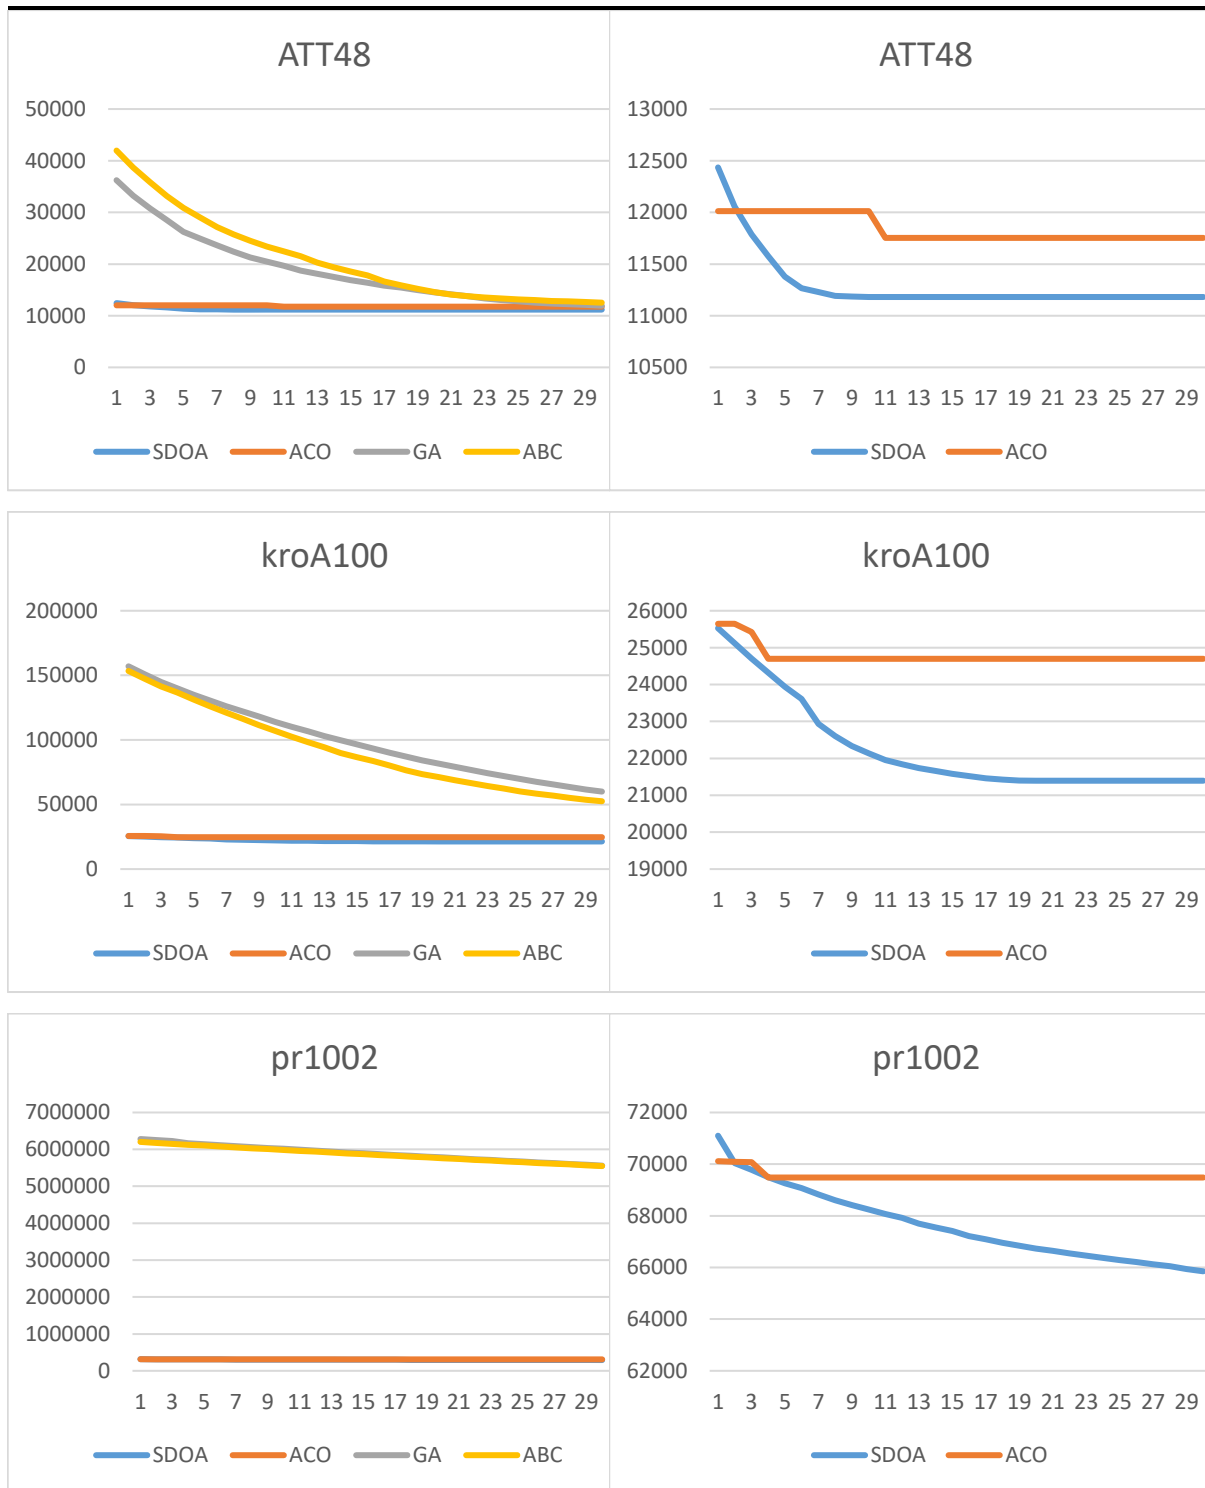 ATT48
50000
40000
30000
20000
10000
0
1 3 5 7 9 11 13 15 17 19 21 23 25 27 29
SDOA ACO GA ABC
ATT48
13000
12500
12000
11500
11000
10500
1 3 5 7 9 11 13 15 17 19 21 23 25 27 29
SDOA ACO
kroA100
200000
150000
100000
50000
0
1 3 5 7 9 11 13 15 17 19 21 23 25 27 29
SDOA ACO GA ABC
kroA100
26000
25000
24000
23000
22000
21000
20000
19000
1 3 5 7 9 11 13 15 17 19 21 23 25 27 29
SDOA ACO
pr1002
7000000
6000000
5000000
4000000
3000000
2000000
1000000
0
1 3 5 7 9 11 13 15 17 19 21 23 25 27 29
SDOA ACO GA ABC
pr1002
72000
70000
68000
66000
64000
62000
1 3 5 7 9 11 13 15 17 19 21 23 25 27 29
SDOA ACO